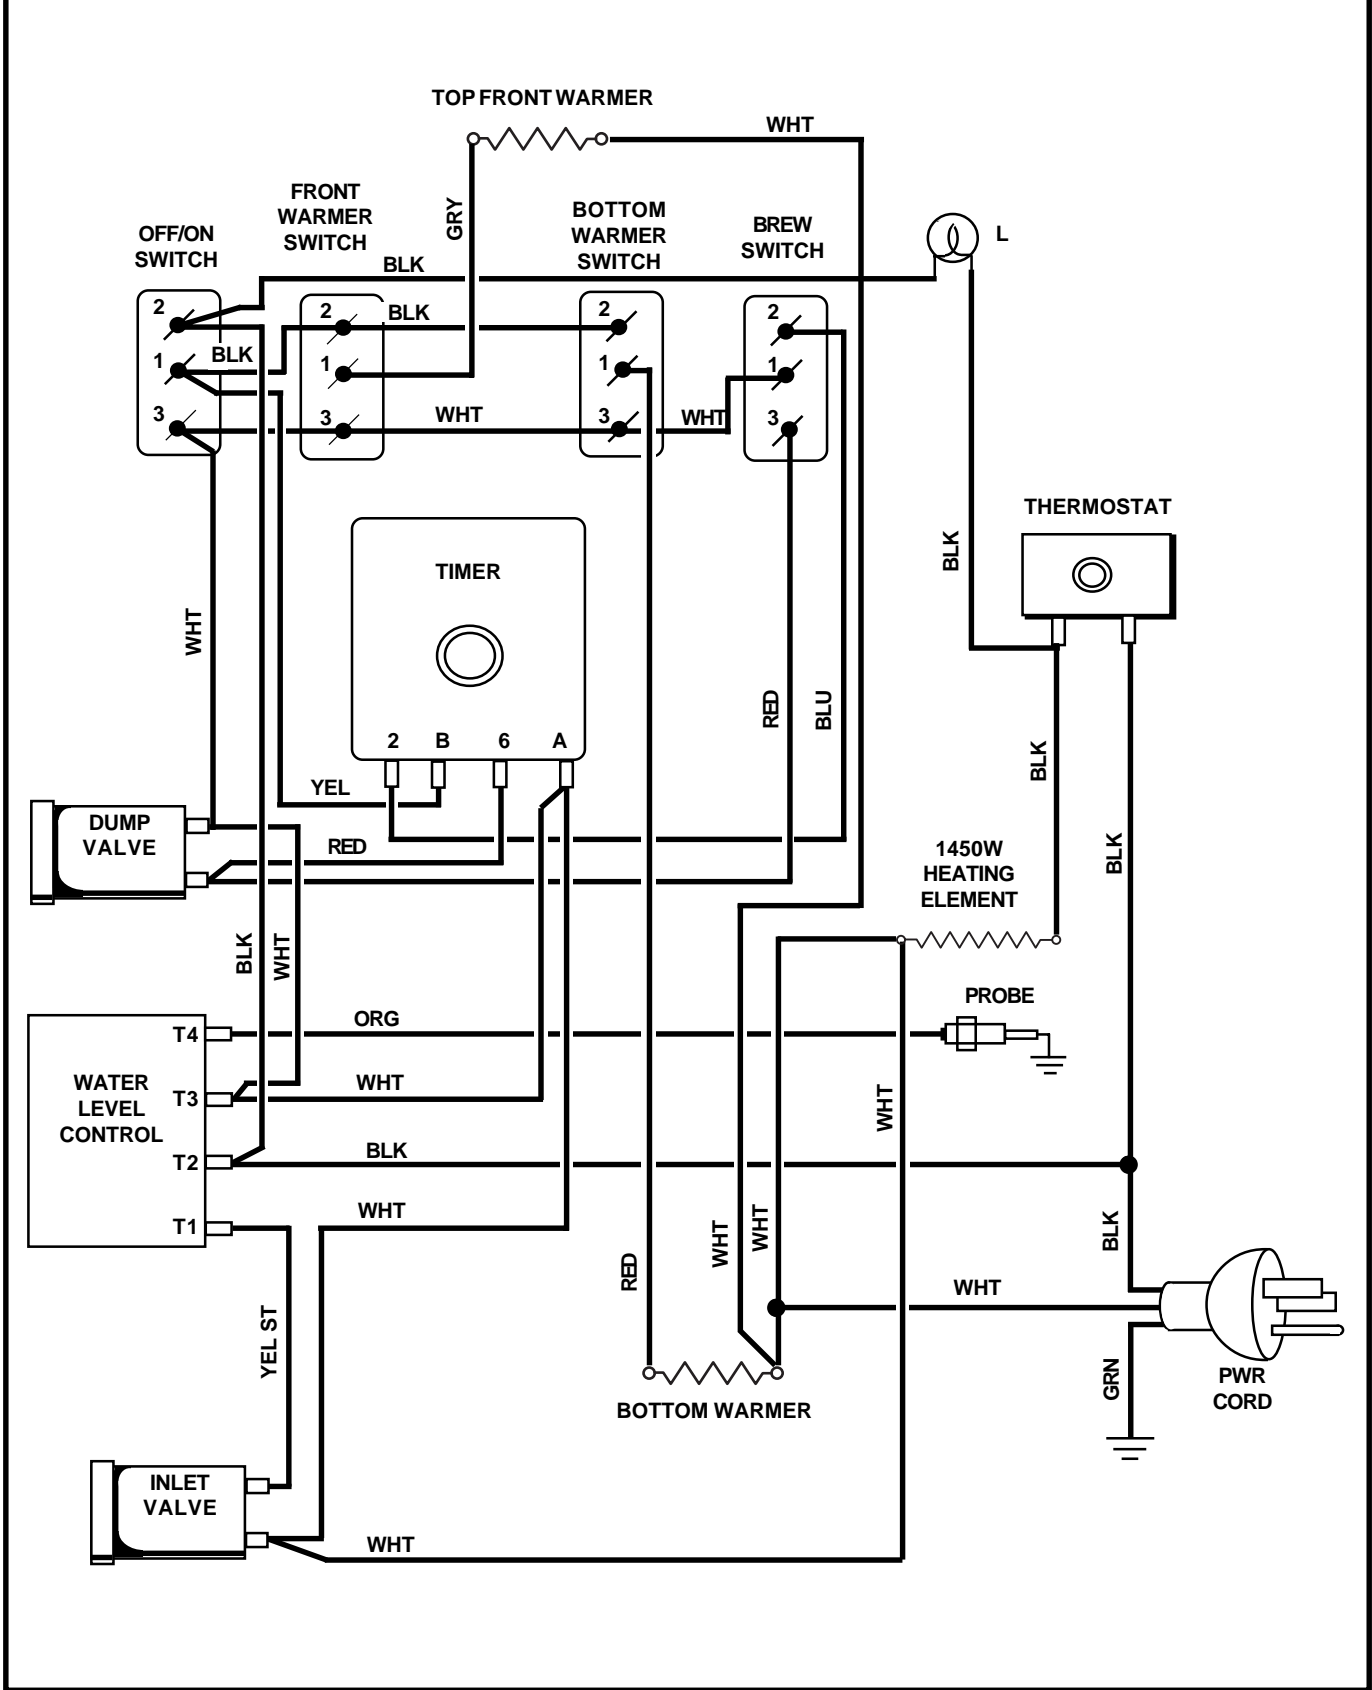 TOP FRONT WARMER
WHT
FRONT
WARMER
SWITCH
GRY
BOTTOM
WARMER
SWITCH
BREW
SWITCH
L
OFF/ON
SWITCH
BLK
2
2
BLK
2
2
1
BLK
1
1
1
3
3
WHT
3
WHT
3
THERMOSTAT
BLK
TIMER
WHT
RED
BLU
BLK
2 B 6 A
YEL
DUMP
VALVE
RED
1450W
HEATING
ELEMENT
BLK
BLK
WHT
PROBE
T4
ORG
WATER
LEVEL
CONTROL
T3
WHT
WHT
T2
BLK
T1
WHT
RED
WHT
WHT
BLK
WHT
YEL ST
GRN
PWR
CORD
BOTTOM WARMER
INLET
VALVE
WHT